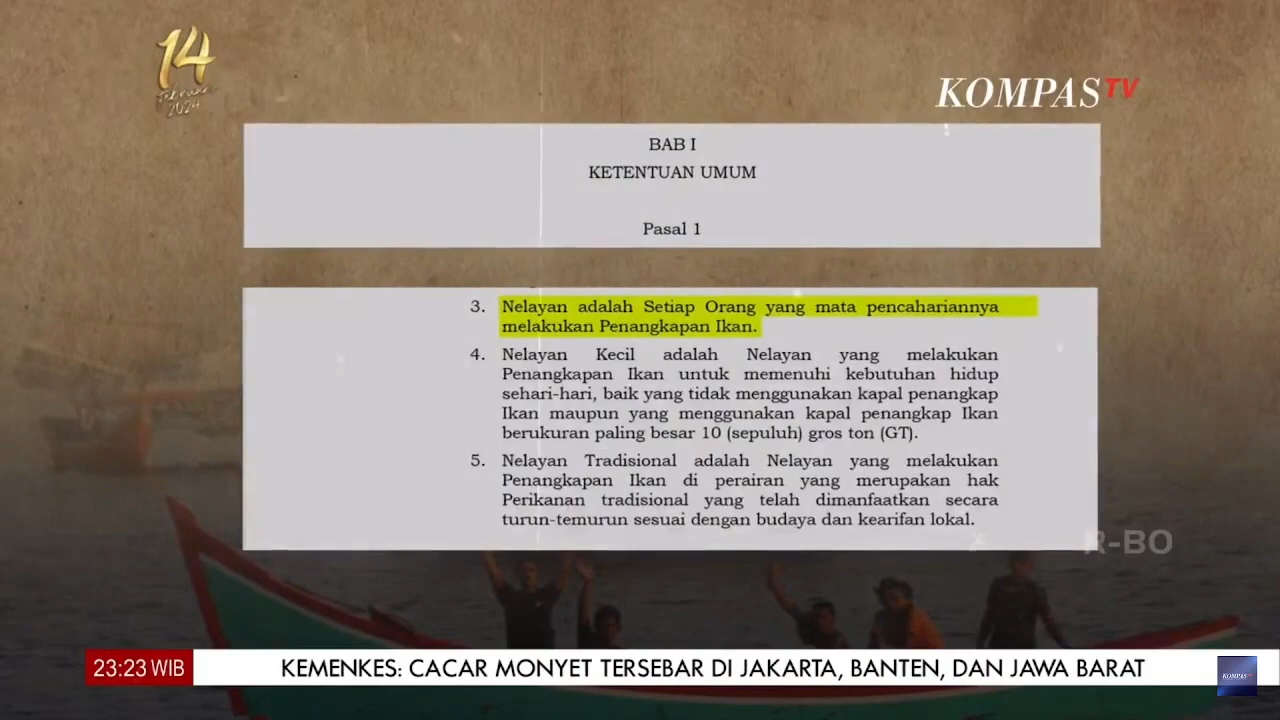 14
Februari
2024
KOMPASTV
BAB I
KETENTUAN UMUM
Pasal 1
3. Nelayan adalah Setiap Orang yang mata pencahariannya
melakukan Penangkapan Ikan.
4. Nelayan Kecil adalah Nelayan yang melakukan
Penangkapan Ikan untuk memenuhi kebutuhan hidup
sehari-hari, baik yang tidak menggunakan kapal penangkap
Ikan maupun yang menggunakan kapal penangkap Ikan
berukuran paling besar 10 (sepuluh) gros ton (GT).
5. Nelayan Tradisional adalah Nelayan yang melakukan
Penangkapan Ikan di perairan yang merupakan hak
Perikanan tradisional yang telah dimanfaatkan secara
turun-temurun sesuai dengan budaya dan kearifan lokal.
R-BO
23:23 WIB
KEMENKES: CACAR MONYET TERSEBAR DI JAKARTA, BANTEN, DAN JAWA BARAT
KOMPASTV